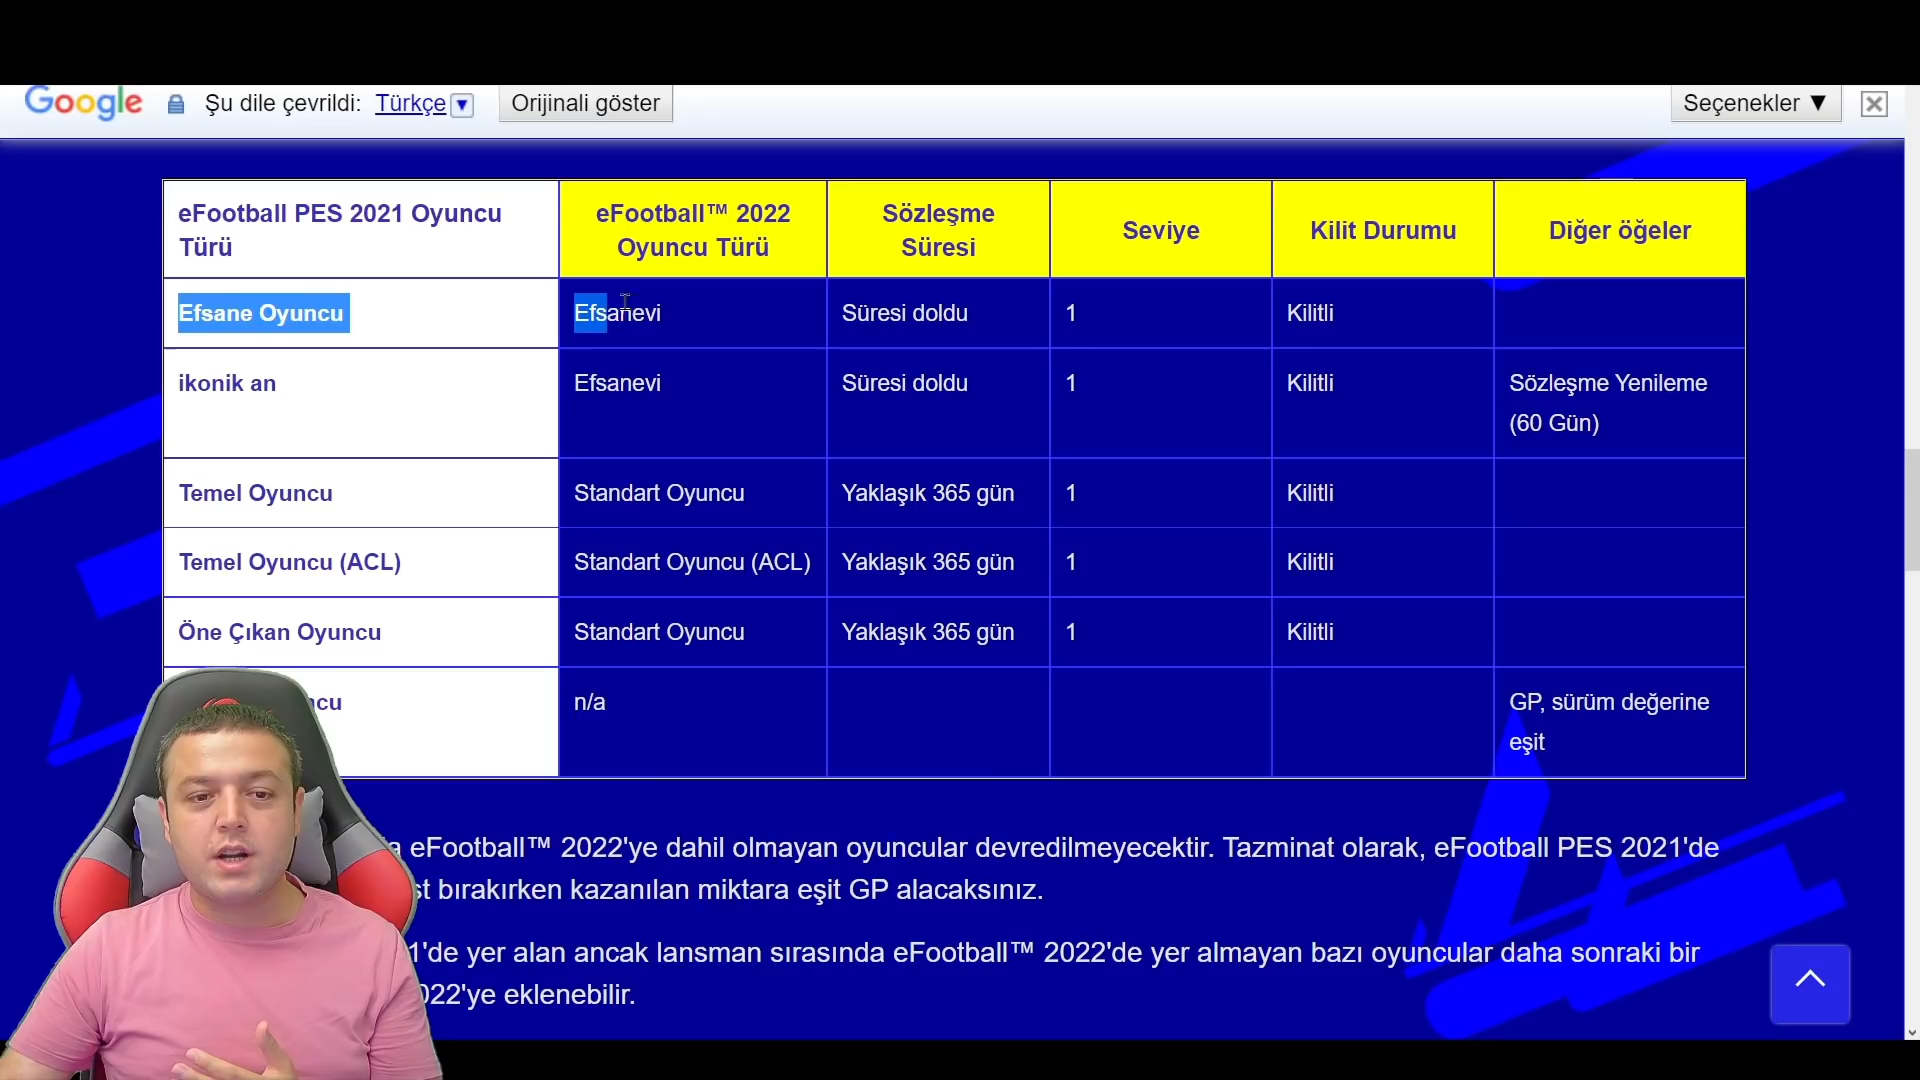 Google Şu dile çevrildi: Türkçe Orijinali göster Seçenekler ▼
eFootball PES 2021 Oyuncu
Türü
eFootball™ 2022
Oyuncu Türü
Sözleşme
Süresi
Seviye
Kilit Durumu
Diğer öğeler
Efsane Oyuncu Efsanevi Süresi doldu 1 Kilitli
ikonik an Efsanevi Süresi doldu 1 Kilitli Sözleşme Yenileme
(60 Gün)
Temel Oyuncu Standart Oyuncu Yaklaşık 365 gün 1 Kilitli
Temel Oyuncu (ACL) Standart Oyuncu (ACL) Yaklaşık 365 gün 1 Kilitli
Öne Çıkan Oyuncu Standart Oyuncu Yaklaşık 365 gün 1 Kilitli
n/a GP, sürüm değerine
eşit
eFootball™ 2022'ye dahil olmayan oyuncular devredilmeyecektir. Tazminat olarak, eFootball PES 2021'de
bırakırken kazanılan miktara eşit GP alacaksınız.
1'de yer alan ancak lansman sırasında eFootball™ 2022'de yer almayan bazı oyuncular daha sonraki bir
022'ye eklenebilir.